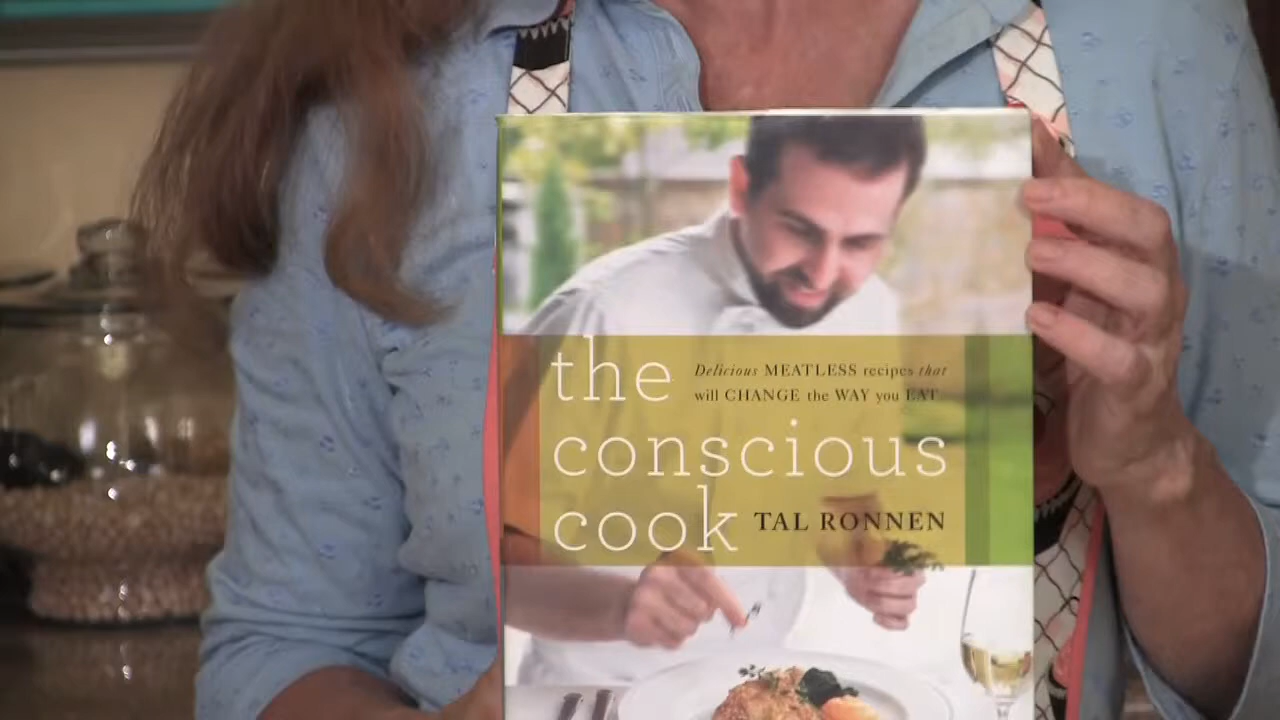 the
Delicious MEATLESS recipes that
will CHANGE the WAY you EAT
conscious
cook
TAL RONNEN